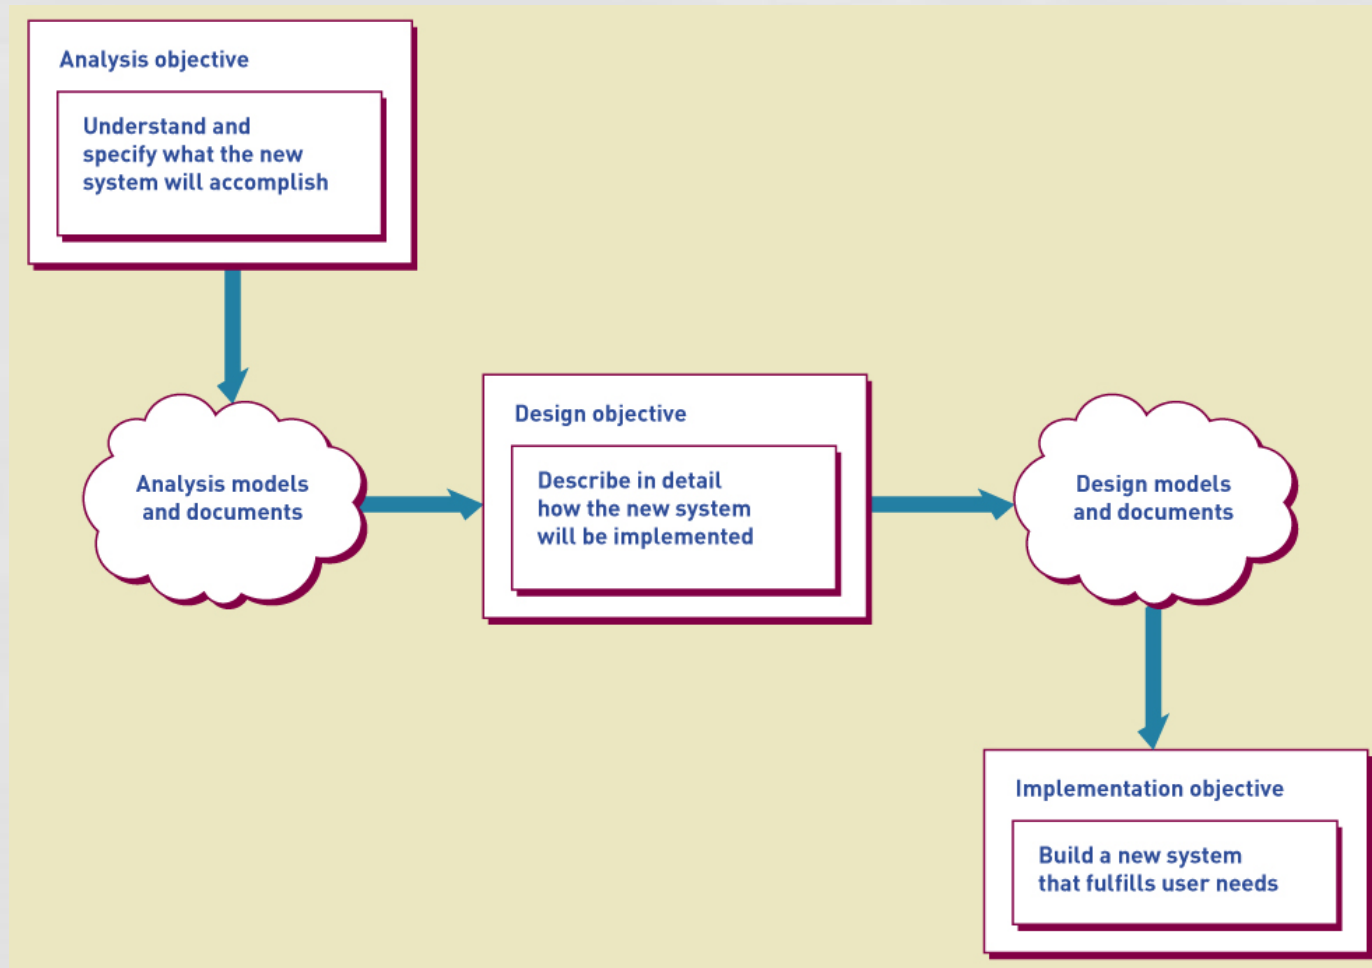 Analysis objective
Understand and
specify what the new
system will accomplish
Analysis models
and documents
Design objective
Describe in detail
how the new system
will be implemented
Design models
and documents
Implementation objective
Build a new system
that fulfills user needs